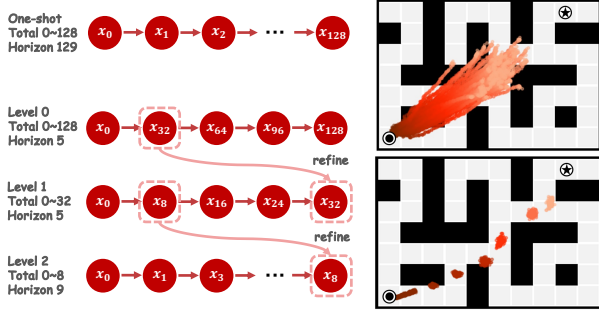 One-shot
Total 0~128
Horizon 129
x₀ x₁ x₂ ... x₁₂₈
Level 0
Total 0~128
Horizon 5
x₀ x₃₂ x₆₄ x₉₆ x₁₂₈
refine
Level 1
Total 0~32
Horizon 5
x₀ x₈ x₁₆ x₂₄ x₃₂
refine
Level 2
Total 0~8
Horizon 9
x₀ x₁ x₃ ... x₈